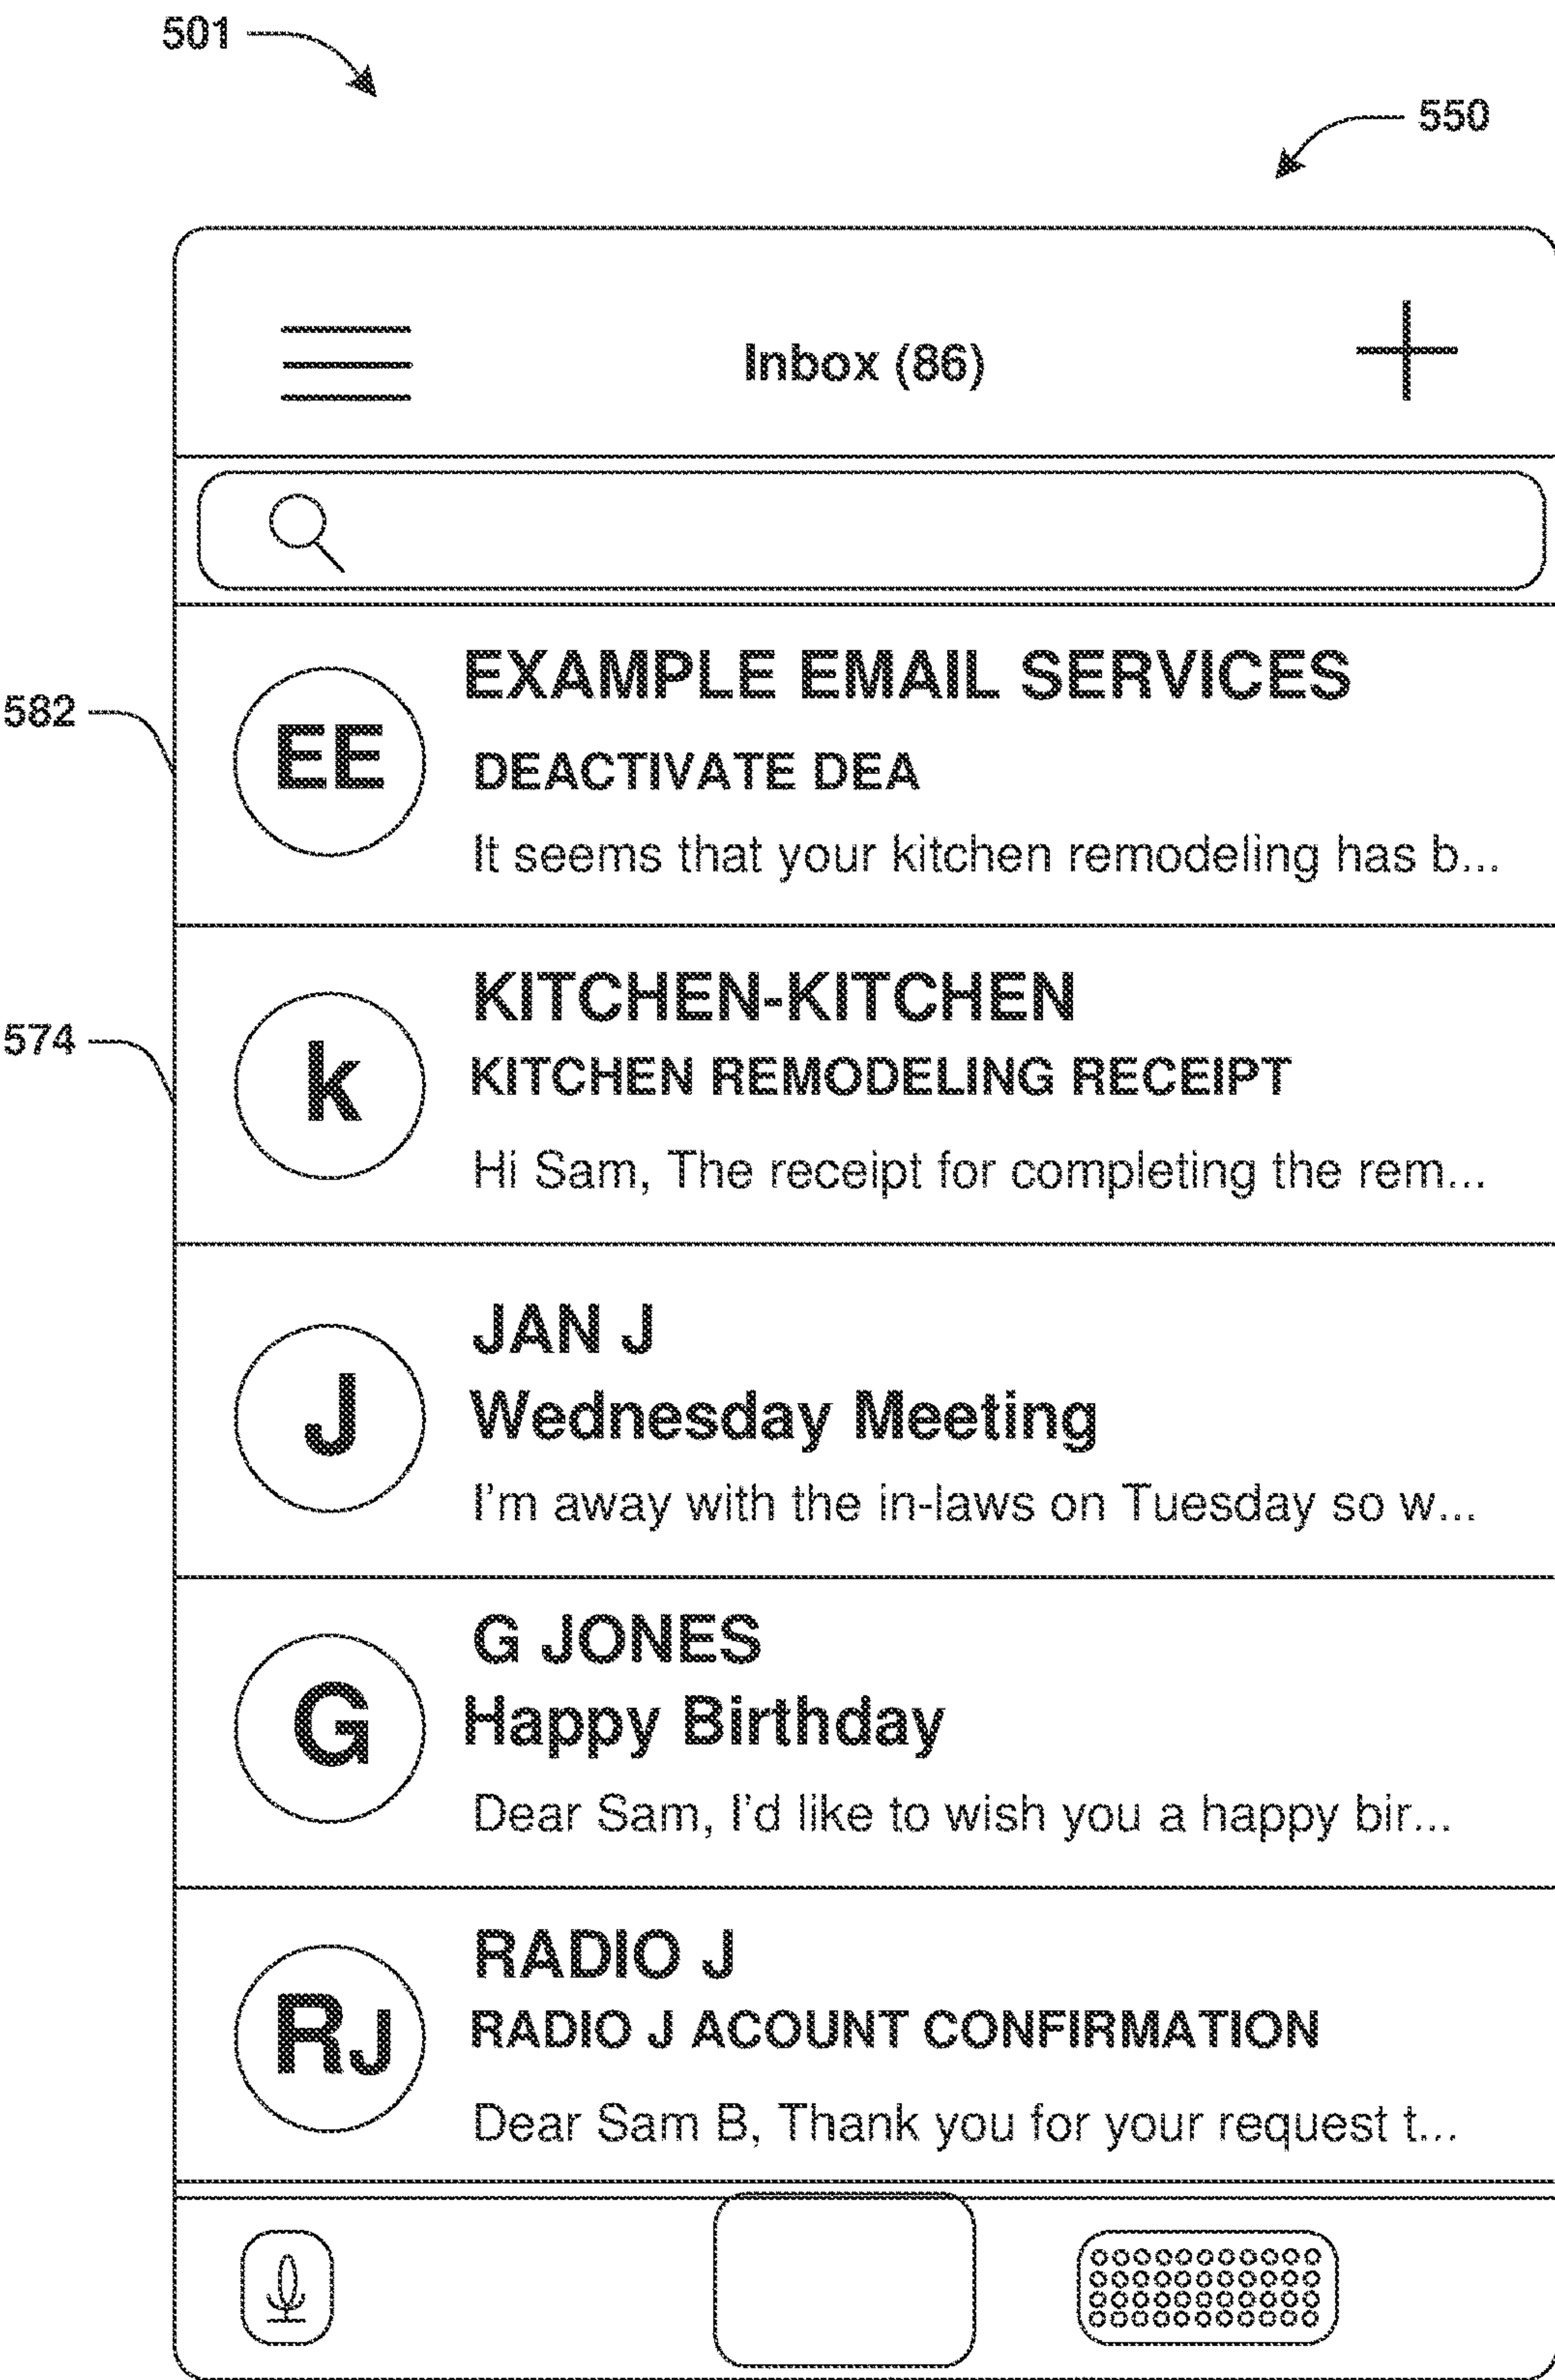 501
550
Inbox (86)
582
EE
EXAMPLE EMAIL SERVICES
DEACTIVATE DEA
It seems that your kitchen remodeling has b...
574
k
KITCHEN-KITCHEN
KITCHEN REMODELING RECEIPT
Hi Sam, The receipt for completing the rem...
J
JAN J
Wednesday Meeting
I'm away with the in-laws on Tuesday so w...
G
G JONES
Happy Birthday
Dear Sam, I'd like to wish you a happy bir...
RJ
RADIO J
RADIO J ACOUNT CONFIRMATION
Dear Sam B, Thank you for your request t...